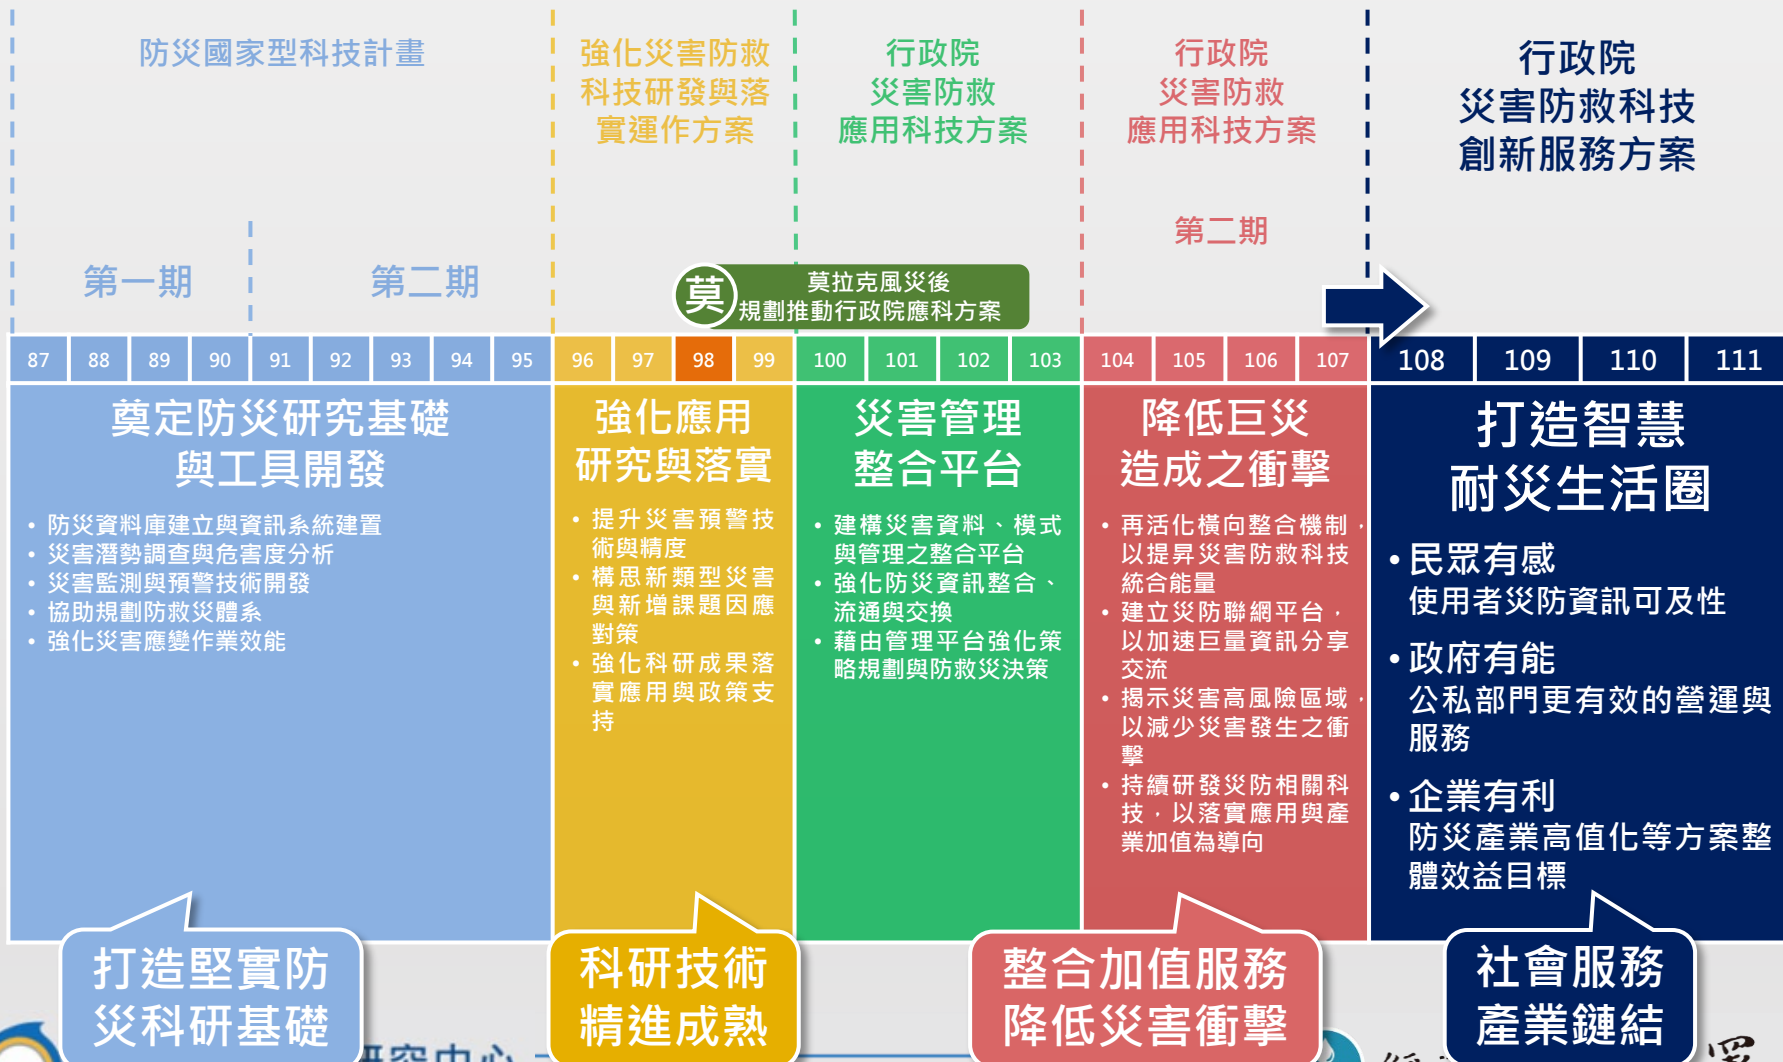 防災國家型科技計畫
第一期
第二期
強化災害防救
科技研發與落
實運作方案
行政院
災害防救
應用科技方案
行政院
災害防救
應用科技方案
第二期
行政院
災害防救科技
創新服務方案
莫
莫拉克風災後
規劃推動行政院應科方案
87 88 89 90 91 92 93 94 95 96 97 98 99 100 101 102 103 104 105 106 107 108 109 110 111
奠定防災研究基礎
與工具開發
• 防災資料庫建立與資訊系統建置
• 災害潛勢調查與危害度分析
• 災害監測與預警技術開發
• 協助規劃防救災體系
• 強化災害應變作業效能
打造堅實防
災科研基礎
強化應用
研究與落實
• 提升災害預警技
術與精度
• 構思新類型災害
與新增課題因應
對策
• 強化科研成果落
實應用與政策支
持
科研技術
精進成熟
災害管理
整合平台
• 建構災害資料、模式
與管理之整合平台
• 強化防災資訊整合、
流通與交換
• 藉由管理平台強化策
略規劃與防救災決策
降低巨災
造成之衝擊
• 再活化橫向整合機制，
以提昇災害防救科技
統合能量
• 建立災防聯網平台，
以加速巨量資訊分享
交流
• 揭示災害高風險區域，
以減少災害發生之衝
擊
• 持續研發災防相關科
技，以落實應用與產
業加值為導向
整合加值服務
降低災害衝擊
打造智慧
耐災生活圈
• 民眾有感
使用者災防資訊可及性
• 政府有能
公私部門更有效的營運與
服務
• 企業有利
防災產業高值化等方案整
體效益目標
社會服務
產業鏈結
研究中心